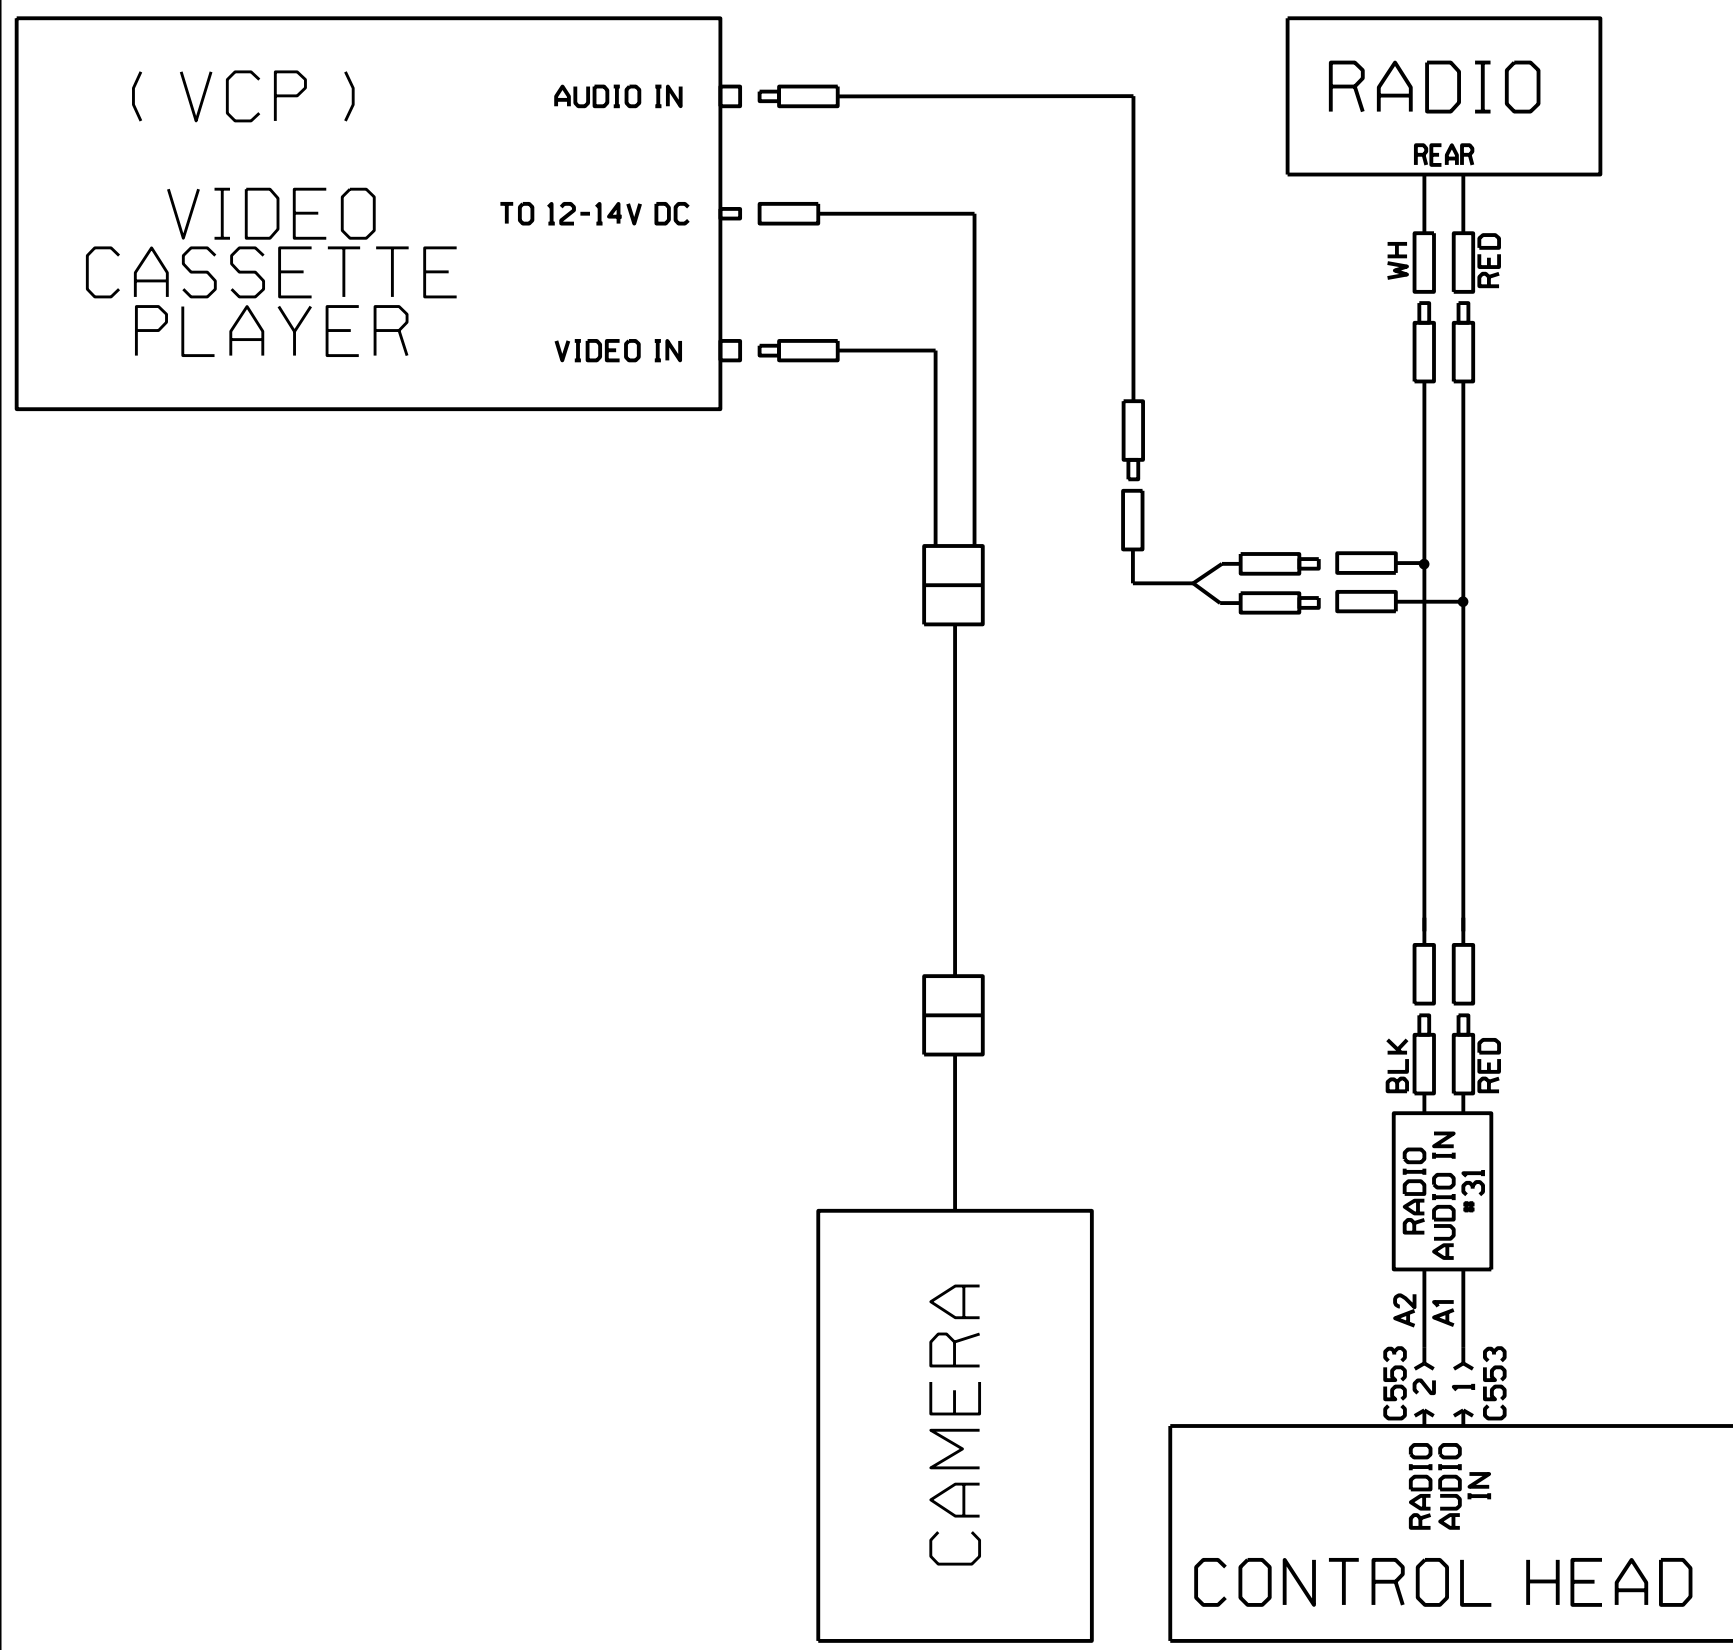 ( VCP )
VIDEO
CASSETTE
PLAYER
AUDIO IN
TO 12-14V DC
VIDEO IN
RADIO
REAR
WH
RED
BLK
RED
RADIO
AUDIO IN
#31
A2
A1
C553
2
1
C553
RADIO
AUDIO
IN
CONTROL HEAD
CAMERA